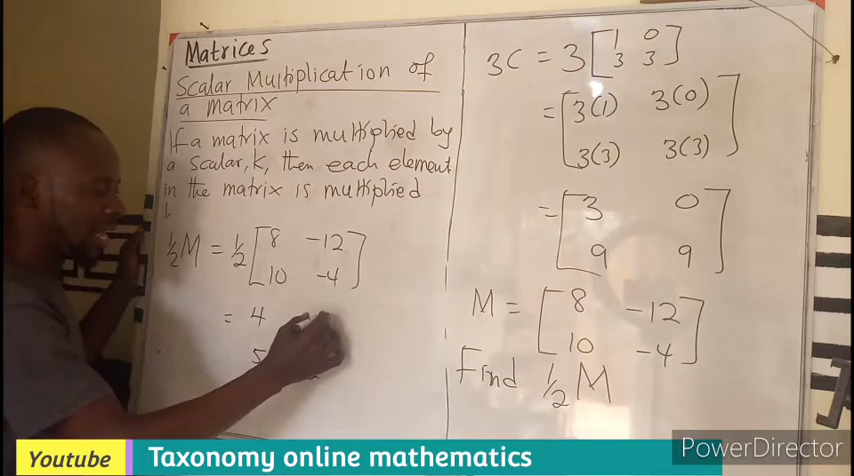 Matrices
Scalar Multiplication of
a matrix
If a matrix is multiplied by
a scalar, k, then each element
in the matrix is multiplied
½M = ½ [ 8 -12
10 -4 ]
= 4
5
3C = 3 [ 1 0
3 3 ]
= [ 3(1) 3(0)
3(3) 3(3) ]
= [ 3 0
9 9 ]
M = [ 8 -12
10 -4 ]
Find ½ M
PowerDirector
Youtube Taxonomy online mathematics